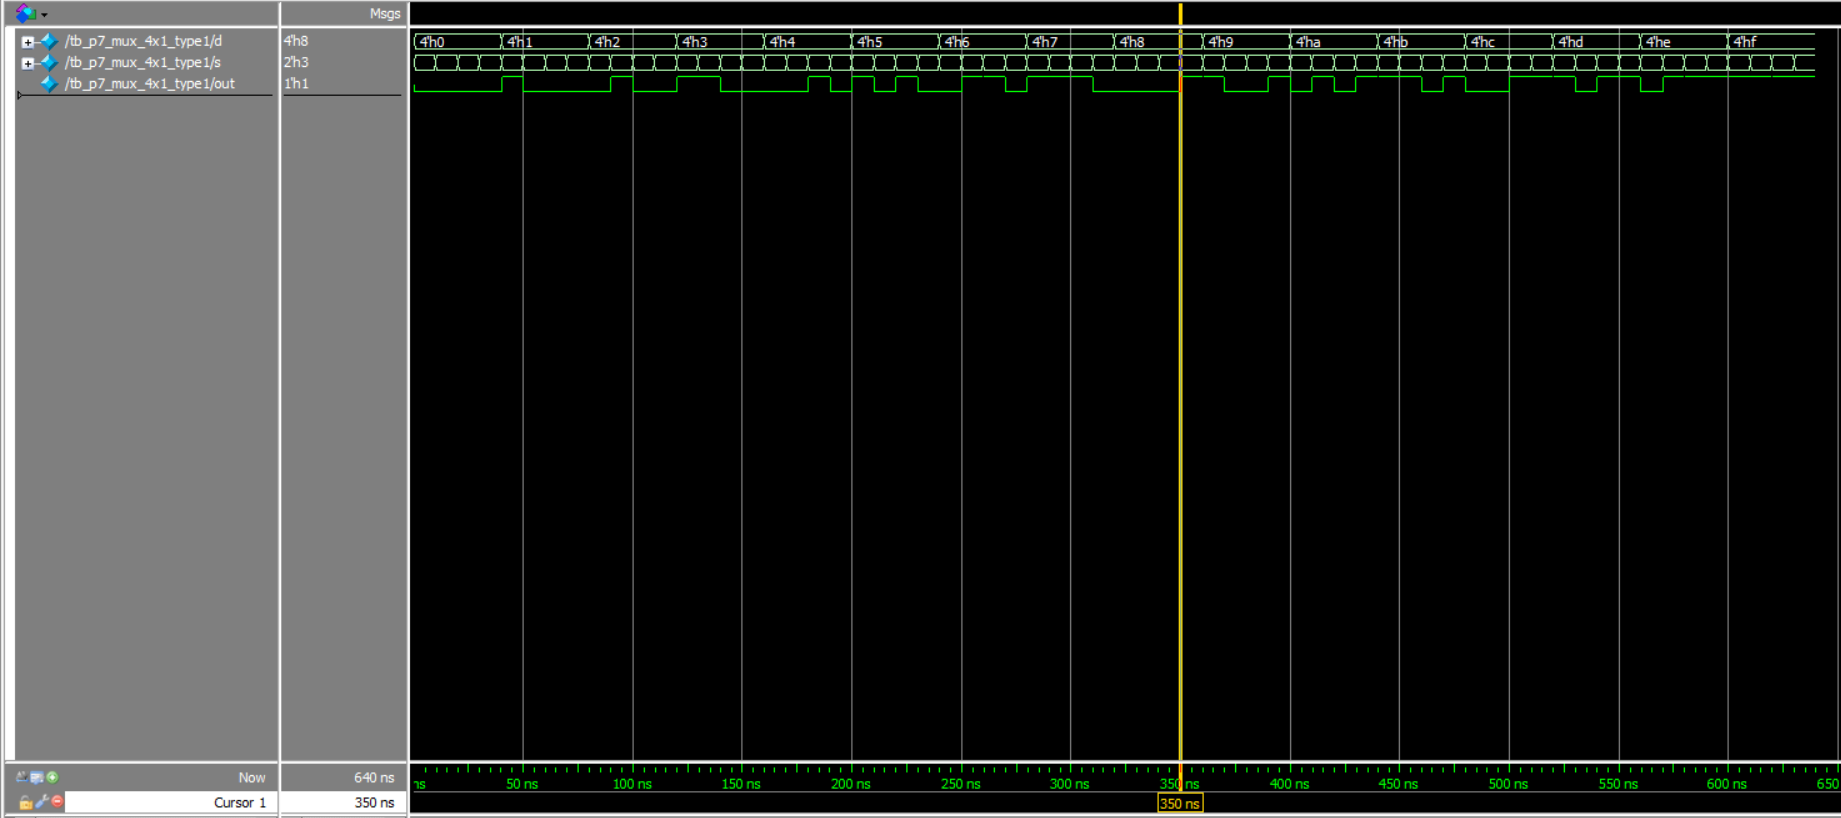 Msgs
/tb_p7_mux_4x1_type1/d 4'h8 4'h0 4'h1 4'h2 4'h3 4'h4 4'h5 4'h6 4'h7 4'h8 4'h9 4'ha 4'hb 4'hc 4'hd 4'he 4'hf
/tb_p7_mux_4x1_type1/s 2'h3
/tb_p7_mux_4x1_type1/out 1'h1
Now 640 ns ns 50 ns 100 ns 150 ns 200 ns 250 ns 300 ns 350 ns 400 ns 450 ns 500 ns 550 ns 600 ns 650
Cursor 1 350 ns 350 ns